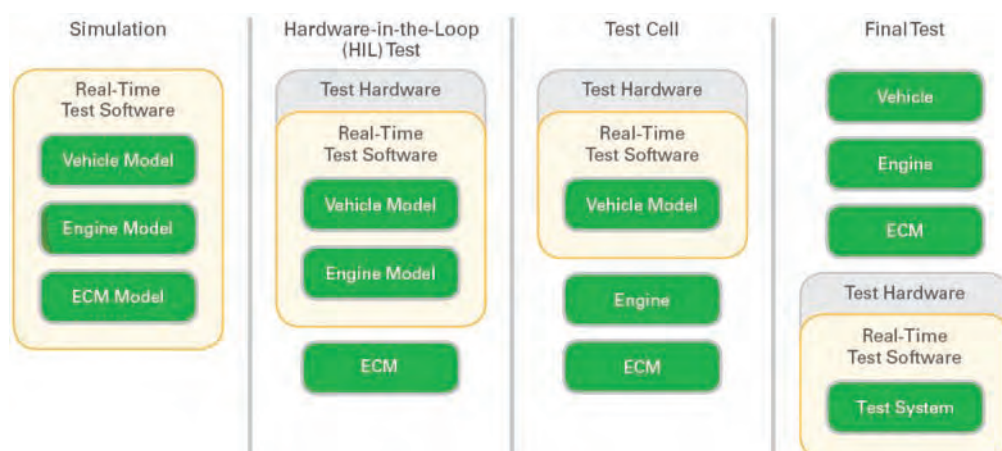 Simulation
Real-Time
Test Software
Vehicle Model
Engine Model
ECM Model
Hardware-in-the-Loop
(HIL) Test
Test Hardware
Real-Time
Test Software
Vehicle Model
Engine Model
ECM
Test Cell
Test Hardware
Real-Time
Test Software
Vehicle Model
Engine
ECM
Final Test
Vehicle
Engine
ECM
Test Hardware
Real-Time
Test Software
Test System